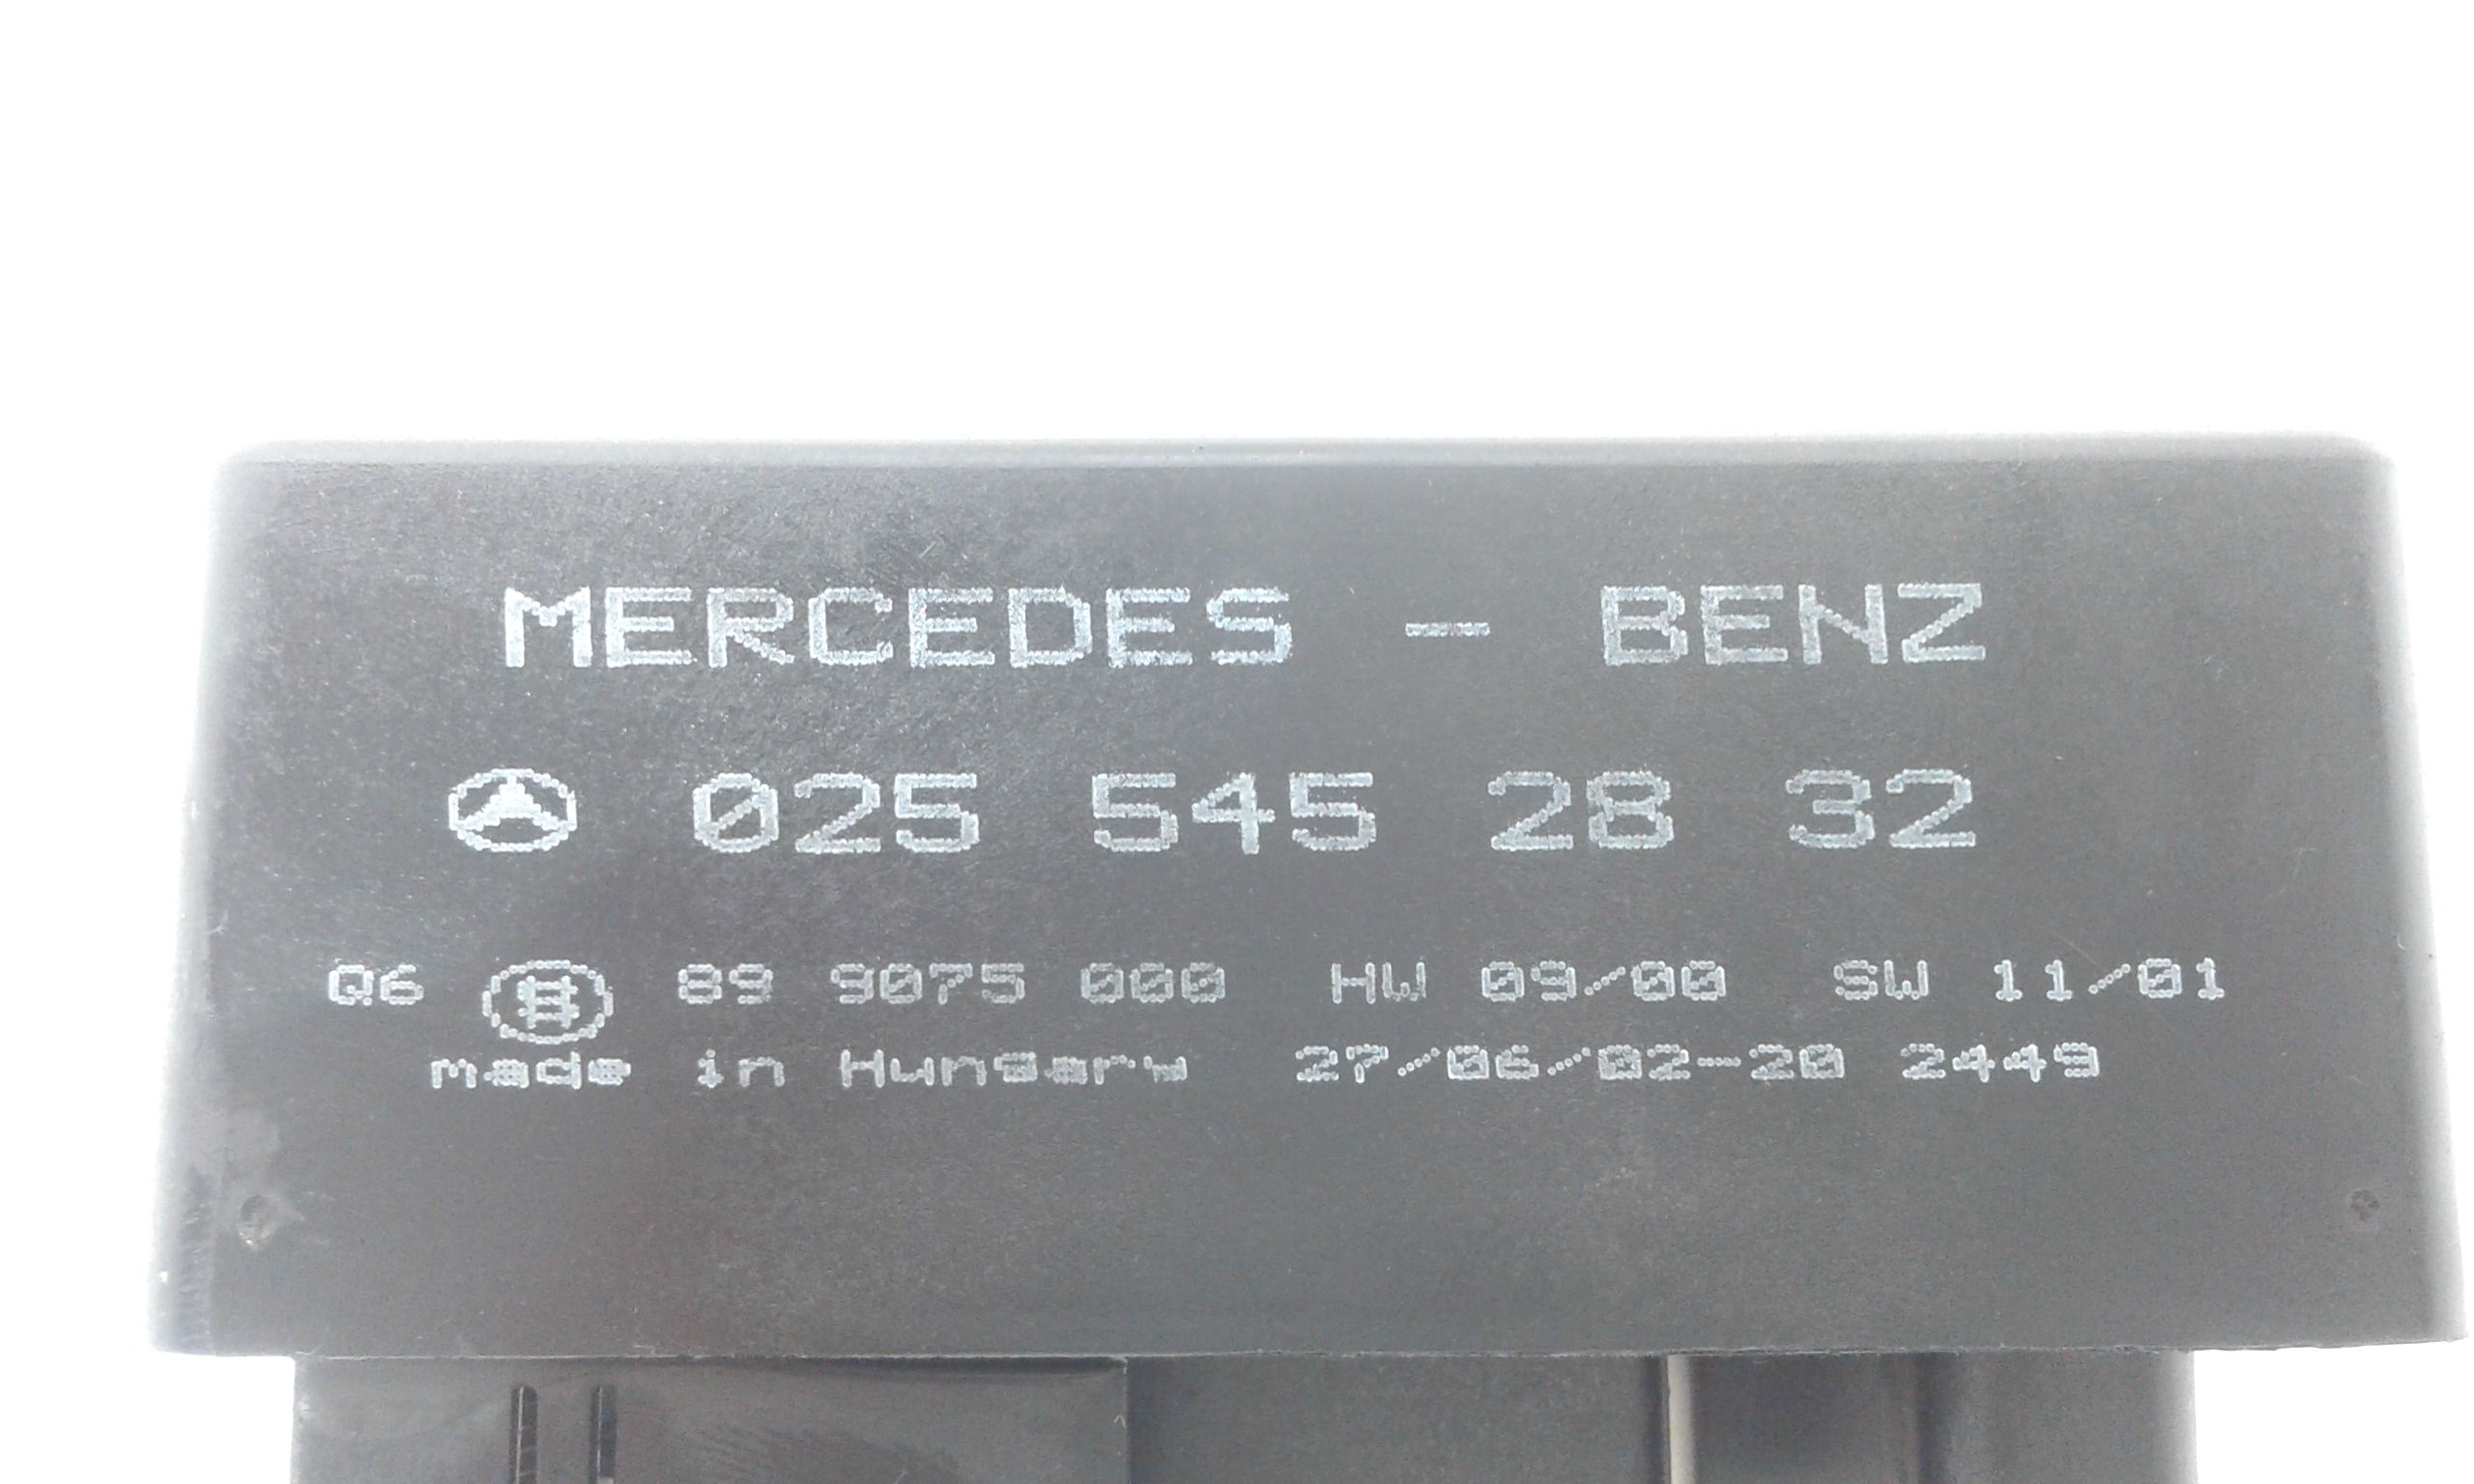 MERCEDES - BENZ
025 545 28 32
Q6 89 9075 000 HW 09/00 SW 11/01
made in Hungary 27/06/02-20 2449